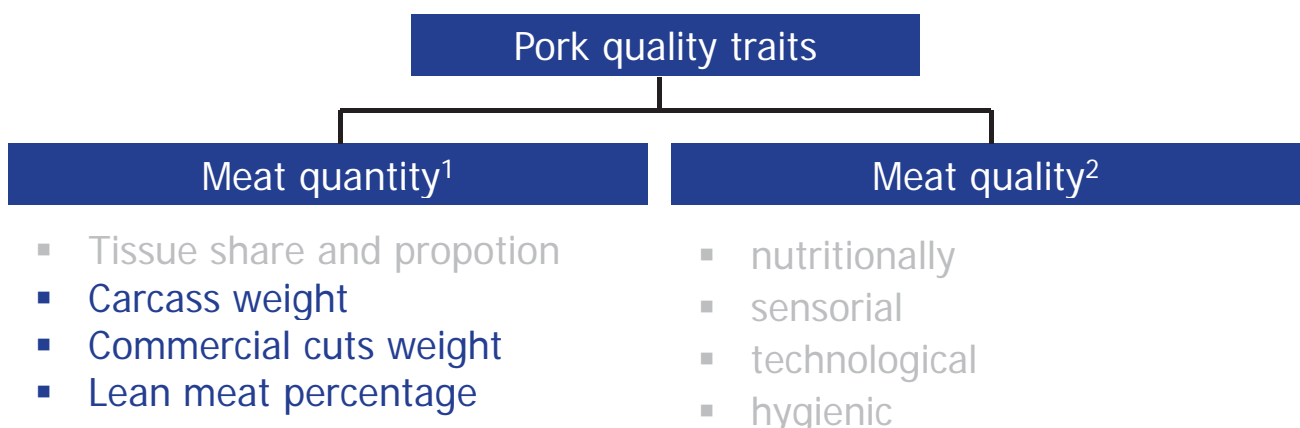 Pork quality traits
Meat quantity¹
Meat quality²
▪ Tissue share and propotion
▪ Carcass weight
▪ Commercial cuts weight
▪ Lean meat percentage
▪ nutritionally
▪ sensorial
▪ technological
▪ hygienic